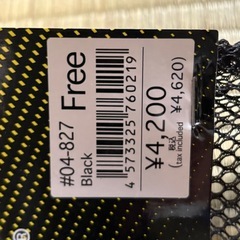 #04-827 Free
Black
4 573325 760219
¥4,200
税込
(tax included ¥4,620)